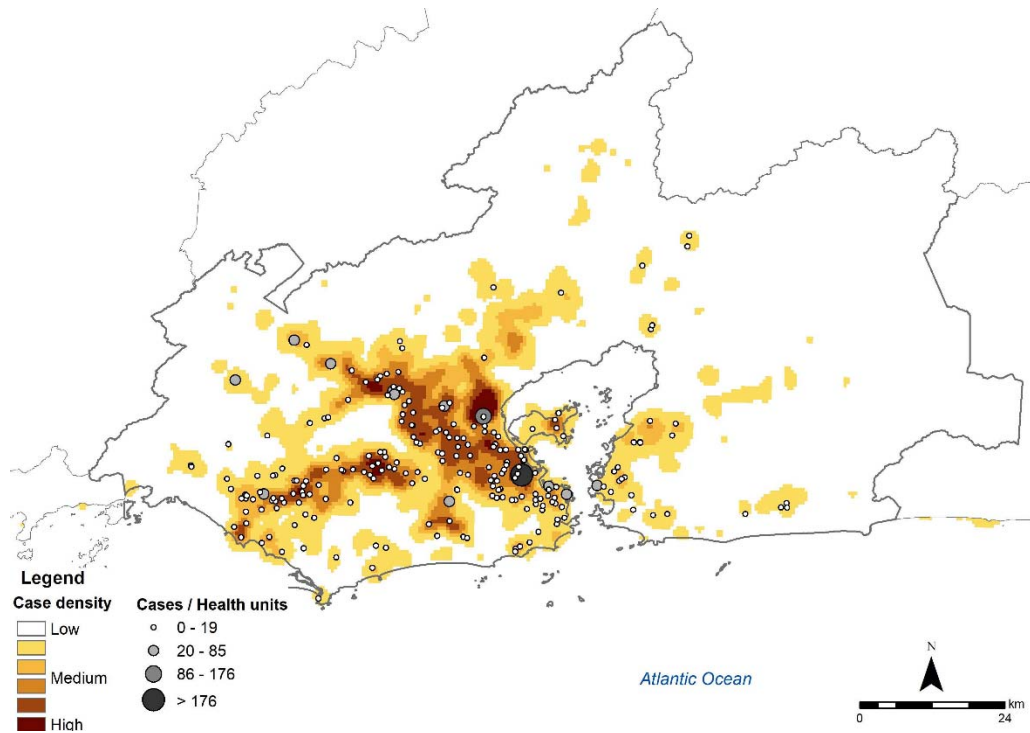 Legend
Case density
Low
Medium
High
Cases / Health units
0 - 19
20 - 85
86 - 176
> 176
Atlantic Ocean
N
km
0
24